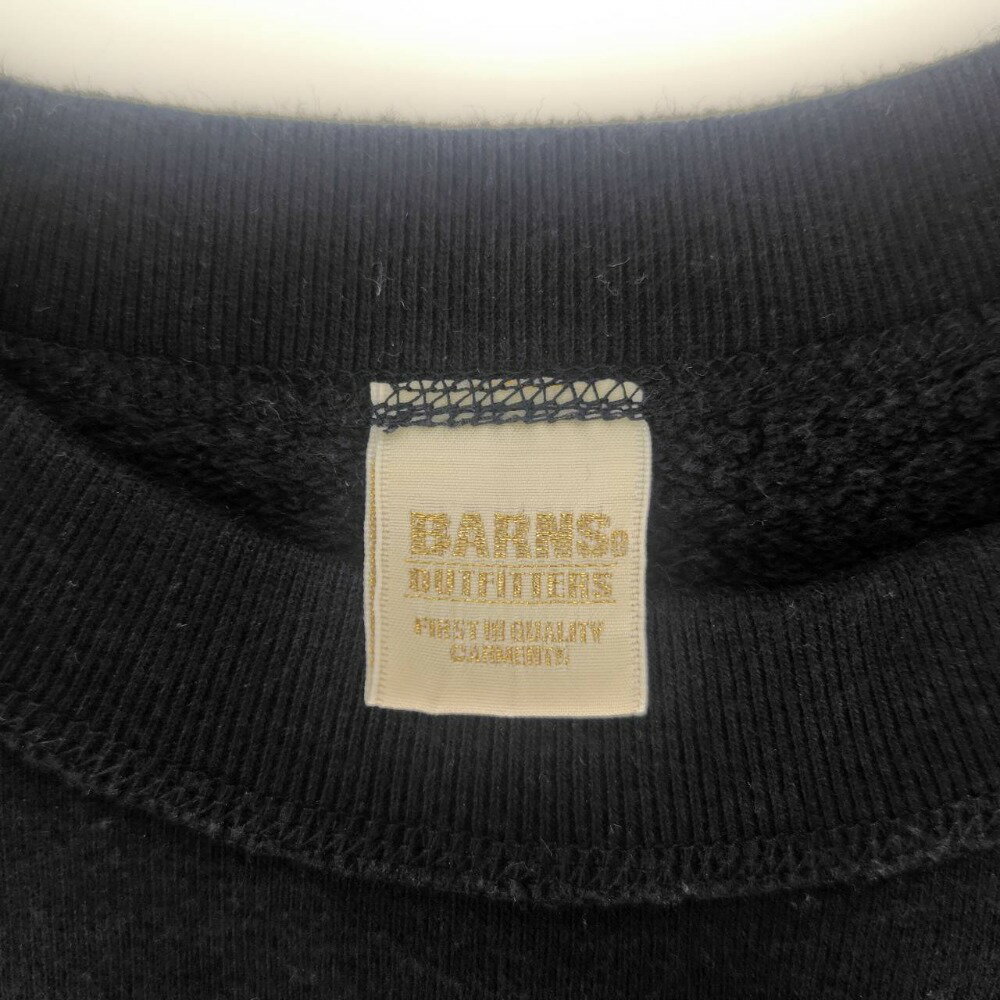 BARNS
OUTFITTERS
FIRST IN QUALITY
GARMENTS